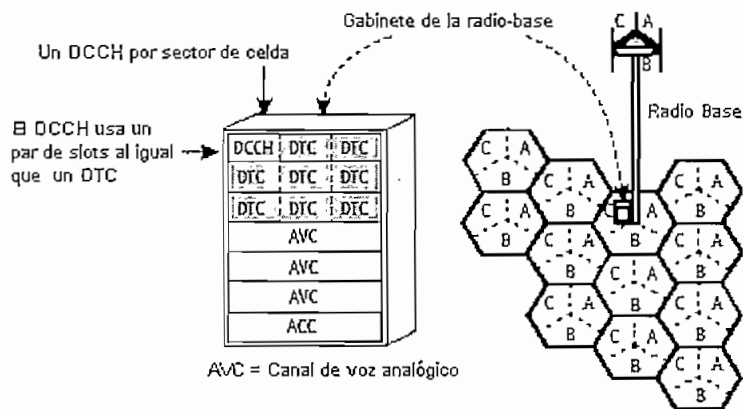 Gabinete de la radio-base
Un DCCH por sector de celda
El DCCH usa un
par de slots al igual
que un DTC
DCCH DTC DTC
DTC DTC DTC
DTC DTC DTC
AVC
AVC
AVC
ACC
AVC = Canal de voz analógico
C A
B
Radio Base
C A
B
C A
B
C A
B
C A
B
C A
B
C A
B
C A
B
C A
B
C A
B
C A
B
C A
B
C A
B